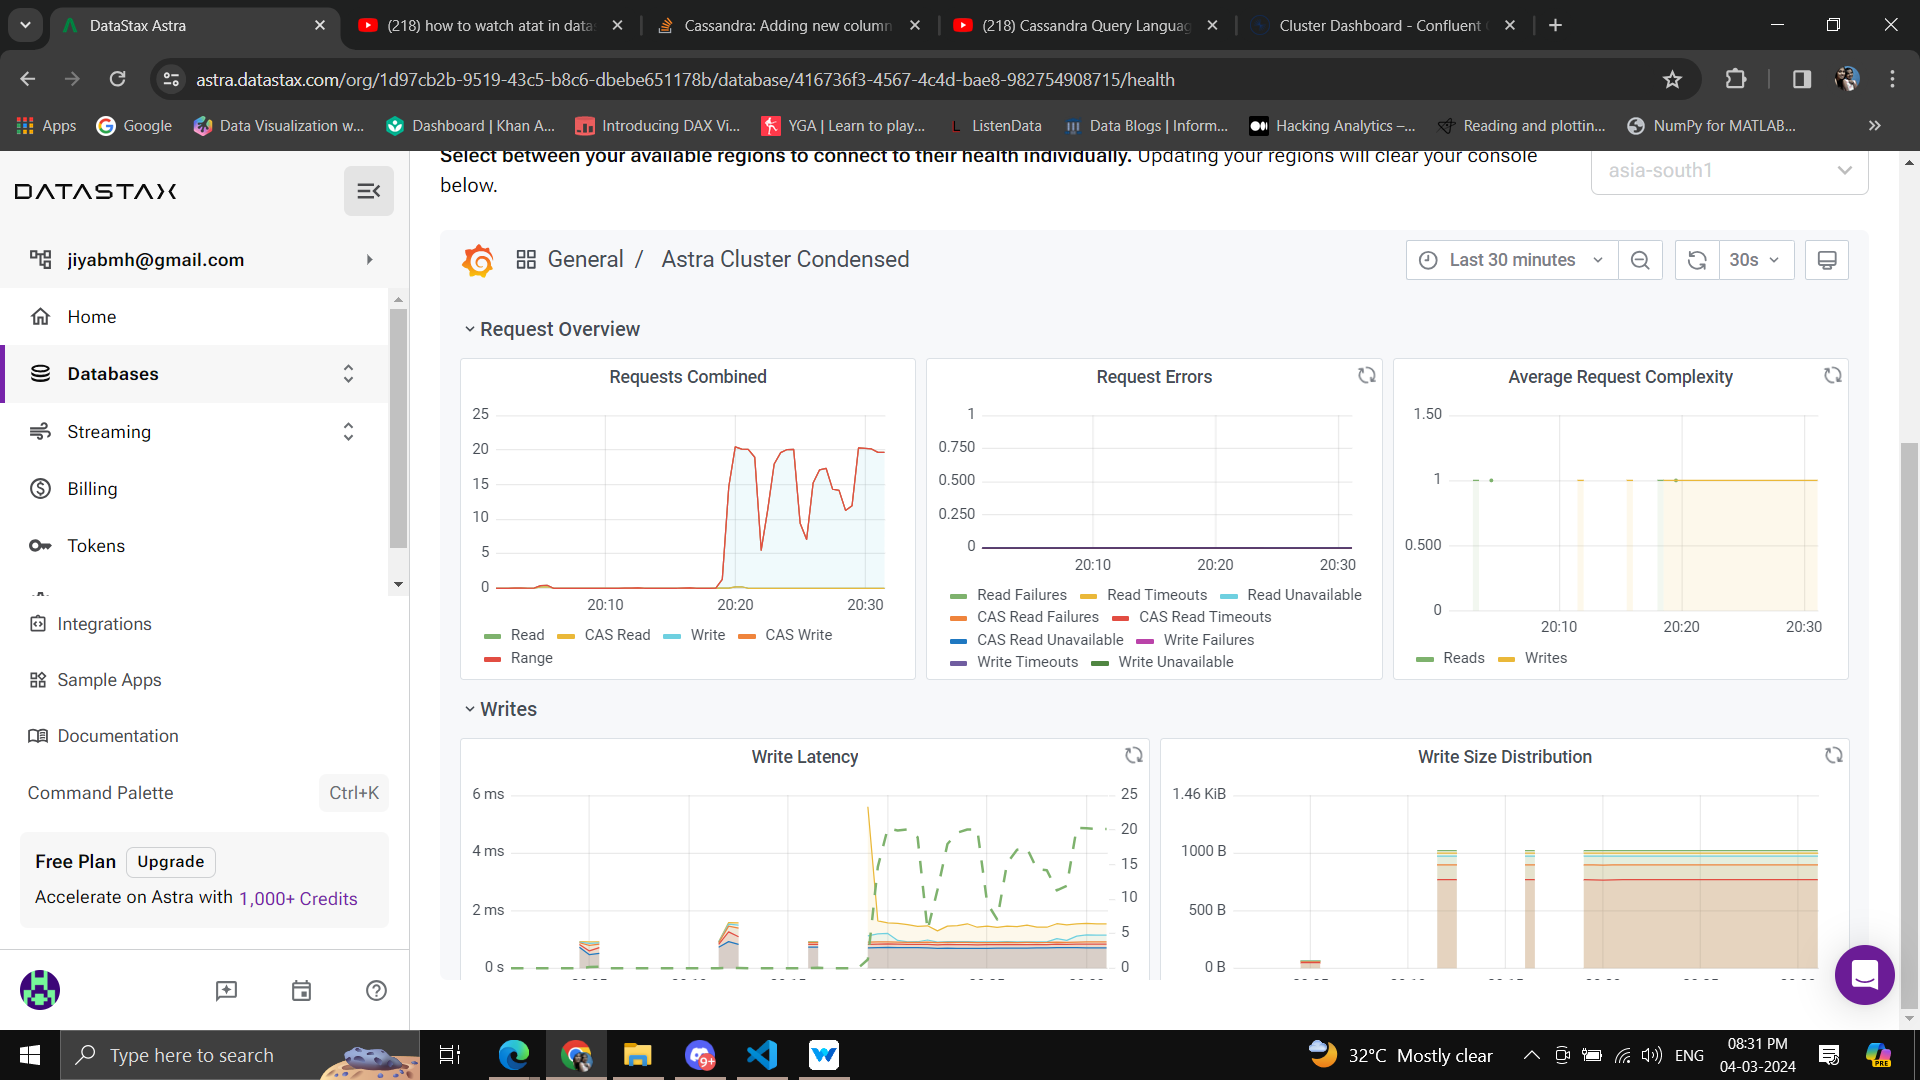 DataStax Astra
(218) how to watch atat in data
Cassandra: Adding new column
(218) Cassandra Query Languag
Cluster Dashboard - Confluent
astra.datastax.com/org/1d97cb2b-9519-43c5-b8c6-dbebe651178b/database/416736f3-4567-4c4d-bae8-982754908715/health
Apps
Google
Data Visualization w...
Dashboard | Khan A...
Introducing DAX Vi...
YGA | Learn to play...
ListenData
Data Blogs | Inform...
Hacking Analytics –...
Reading and plottin...
NumPy for MATLAB...
DATASTAX
jiyabmh@gmail.com
Home
Databases
Streaming
Billing
Tokens
Integrations
Sample Apps
Documentation
Command Palette Ctrl+K
Free Plan Upgrade
Accelerate on Astra with 1,000+ Credits
Select between your available regions to connect to their health individually. Updating your regions will clear your console
below.
asia-south1
General / Astra Cluster Condensed
Last 30 minutes
30s
Request Overview
Requests Combined
25
20
15
10
5
0
20:10 20:20 20:30
Read CAS Read Write CAS Write
Range
Request Errors
1
0.750
0.500
0.250
0
20:10 20:20 20:30
Read Failures Read Timeouts Read Unavailable
CAS Read Failures CAS Read Timeouts
CAS Read Unavailable Write Failures
Write Timeouts Write Unavailable
Average Request Complexity
1.50
1
0.500
0
20:10 20:20 20:30
Reads Writes
Writes
Write Latency
6 ms 25
20
4 ms
15
10
2 ms
5
0 s 0
Write Size Distribution
1.46 KiB
1000 B
500 B
0 B
Type here to search
9+
32°C Mostly clear
ENG
08:31 PM
04-03-2024
PRE